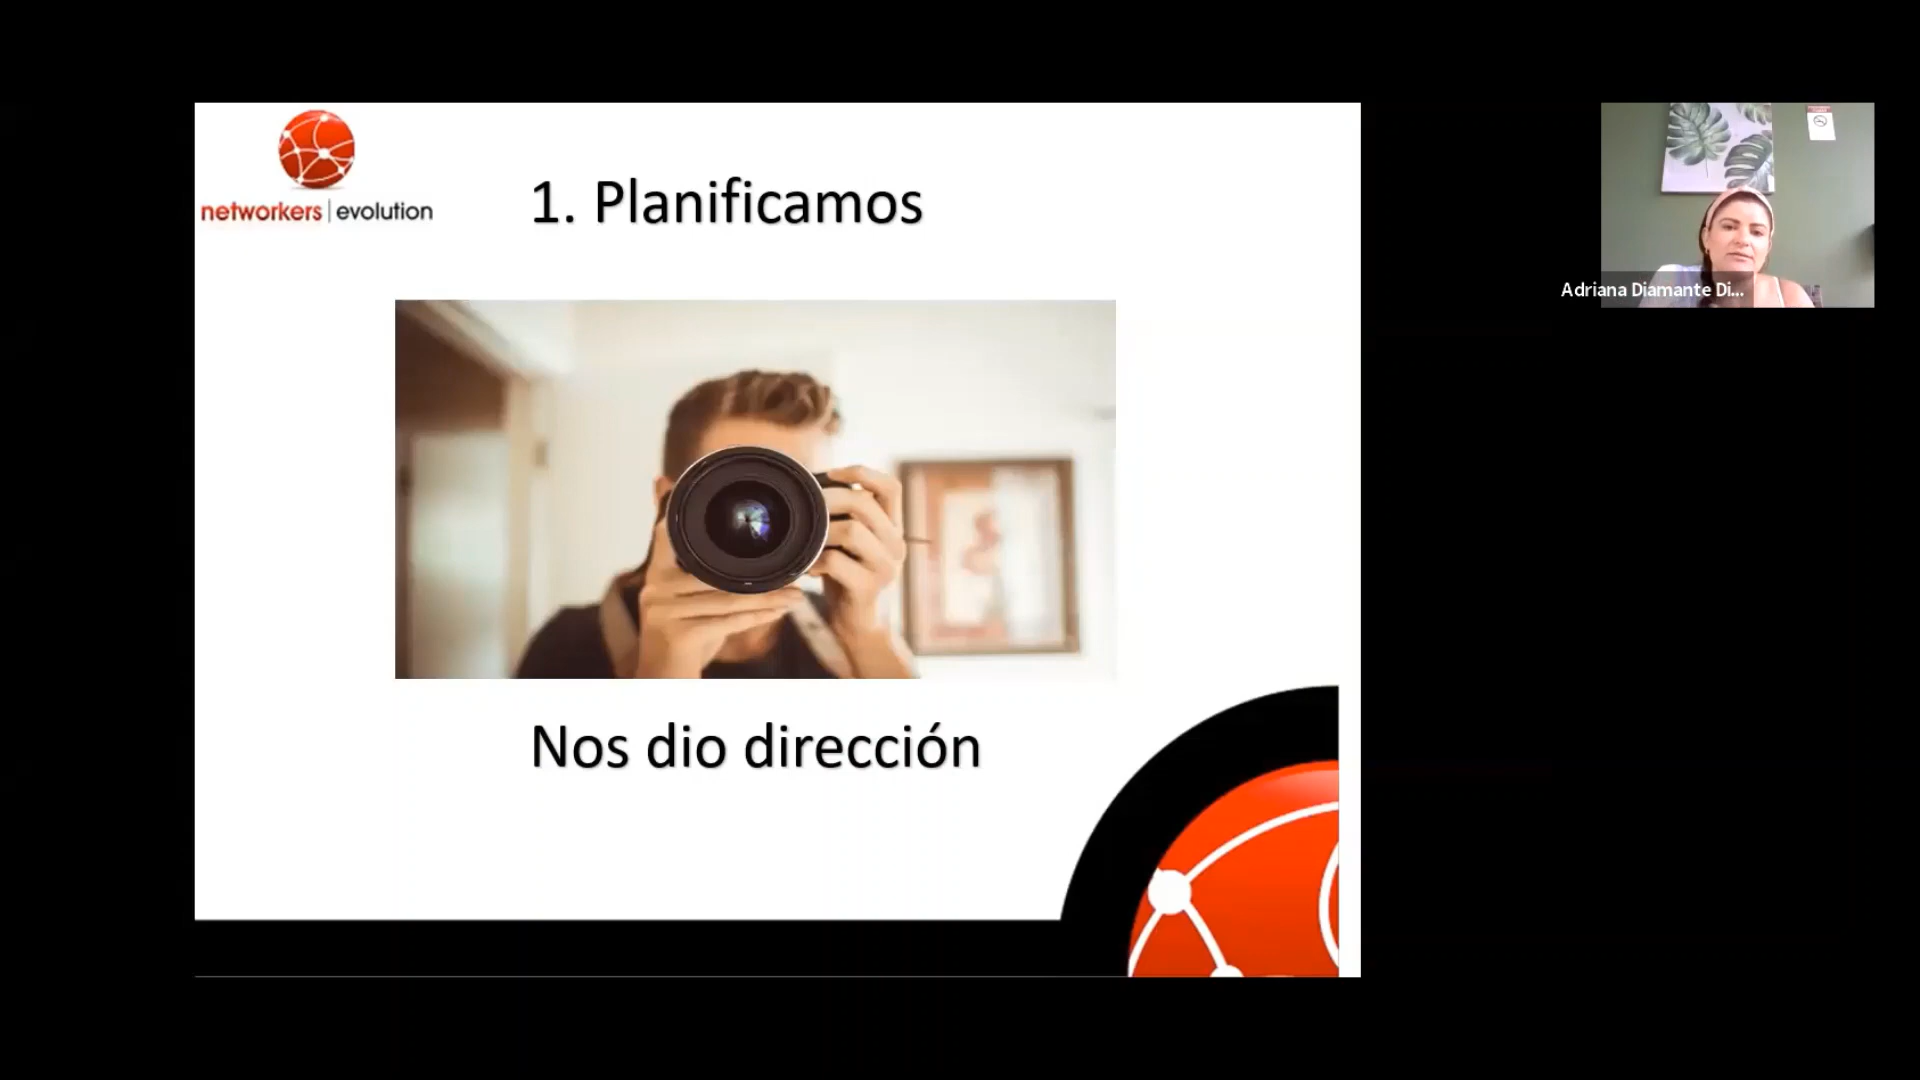 networkers | evolution
1. Planificamos
Nos dio dirección
Adriana Diamante Di...